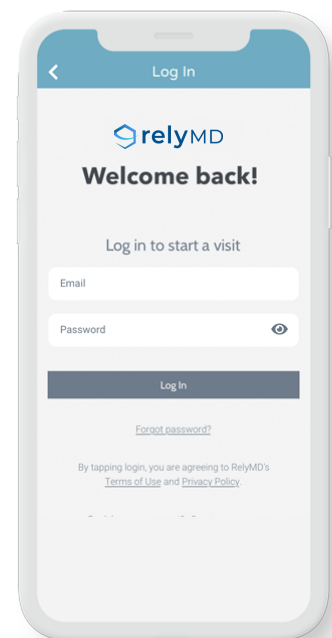 Log In
relyMD
Welcome back!
Log in to start a visit
Email
Password
Log In
Forgot password?
By tapping login, you are agreeing to RelyMD's
Terms of Use and Privacy Policy.